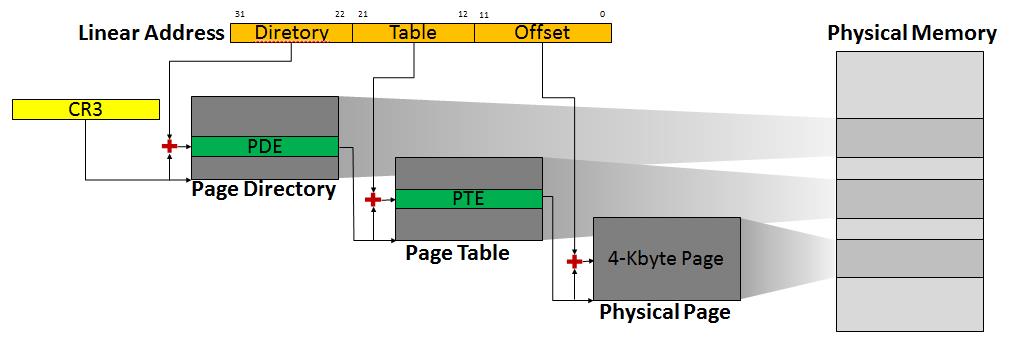 31 22 21 12 11 0
Linear Address Diretory Table Offset
Physical Memory
CR3
PDE
Page Directory
PTE
Page Table
4-Kbyte Page
Physical Page